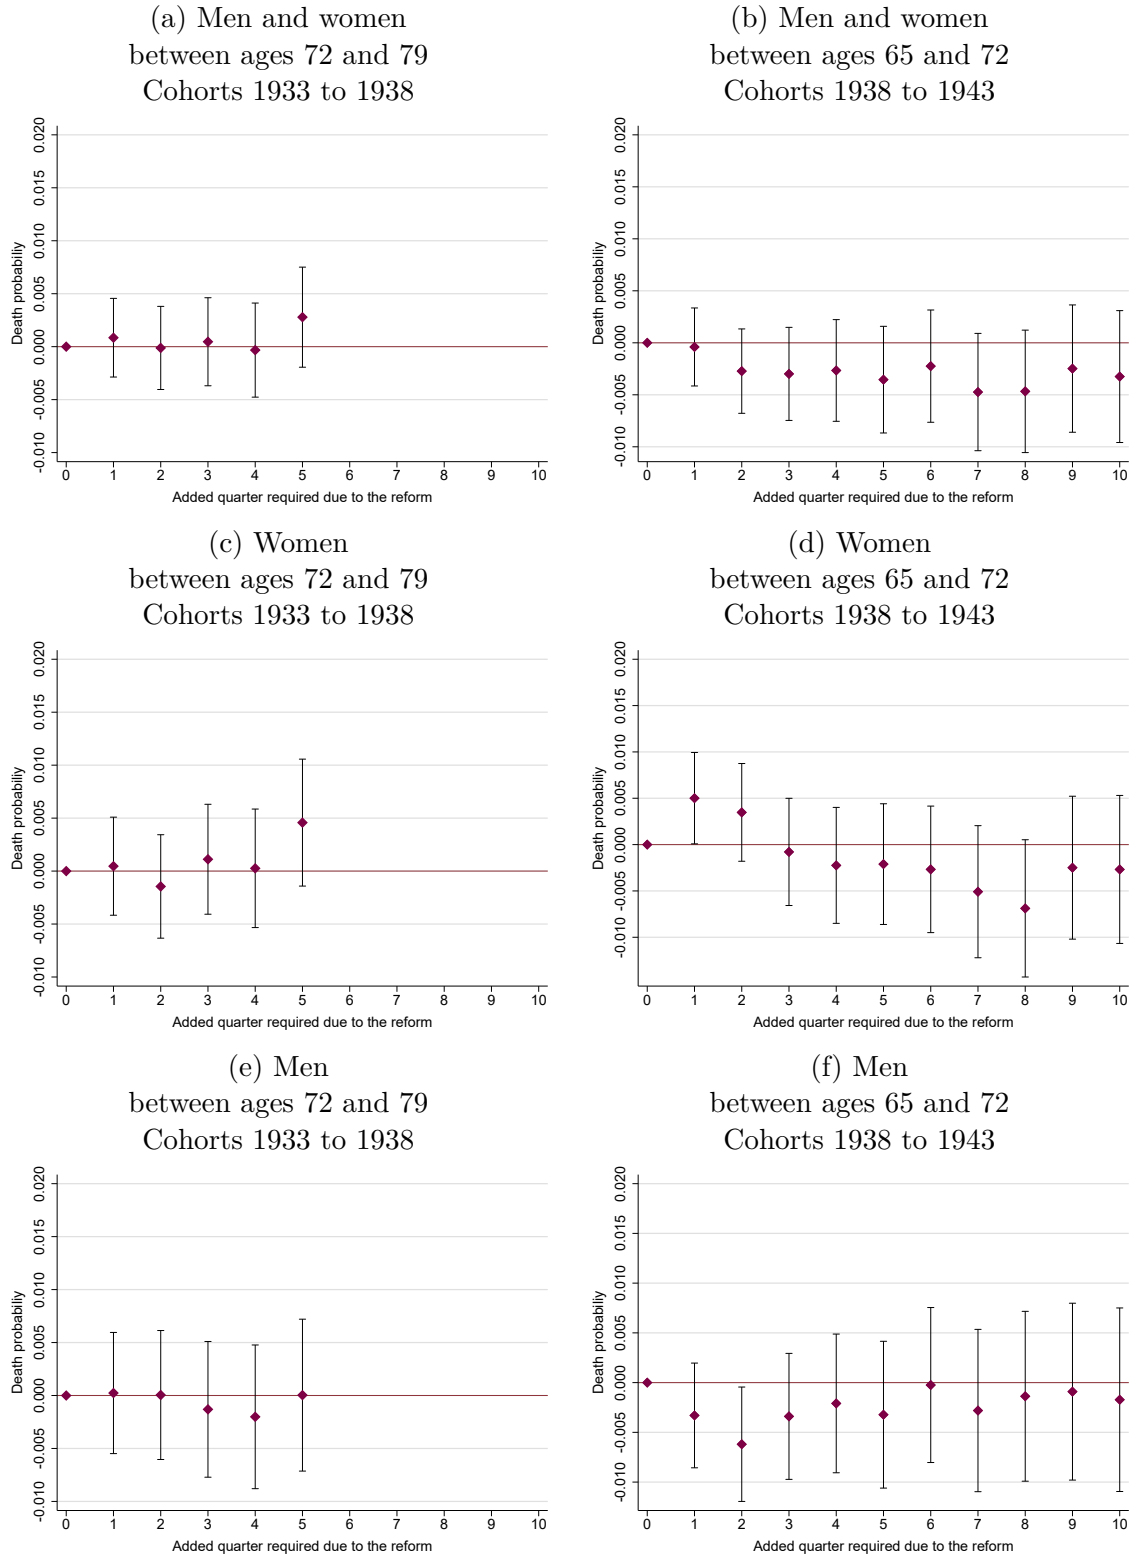 (a) Men and women
between ages 72 and 79
Cohorts 1933 to 1938
0.020
0.015
0.010
0.005
0.000
-0.005
-0.010
Death probabiliy
0 1 2 3 4 5 6 7 8 9 10
Added quarter required due to the reform
(b) Men and women
between ages 65 and 72
Cohorts 1938 to 1943
0.020
0.015
0.010
0.005
0.000
-0.005
-0.010
Death probabiliy
0 1 2 3 4 5 6 7 8 9 10
Added quarter required due to the reform
(c) Women
between ages 72 and 79
Cohorts 1933 to 1938
0.020
0.015
0.010
0.005
0.000
-0.005
-0.010
Death probabiliy
0 1 2 3 4 5 6 7 8 9 10
Added quarter required due to the reform
(d) Women
between ages 65 and 72
Cohorts 1938 to 1943
0.020
0.015
0.010
0.005
0.000
-0.005
-0.010
Death probabiliy
0 1 2 3 4 5 6 7 8 9 10
Added quarter required due to the reform
(e) Men
between ages 72 and 79
Cohorts 1933 to 1938
0.020
0.015
0.010
0.005
0.000
-0.005
-0.010
Death probabiliy
0 1 2 3 4 5 6 7 8 9 10
Added quarter required due to the reform
(f) Men
between ages 65 and 72
Cohorts 1938 to 1943
0.020
0.015
0.010
0.005
0.000
-0.005
-0.010
Death probabiliy
0 1 2 3 4 5 6 7 8 9 10
Added quarter required due to the reform